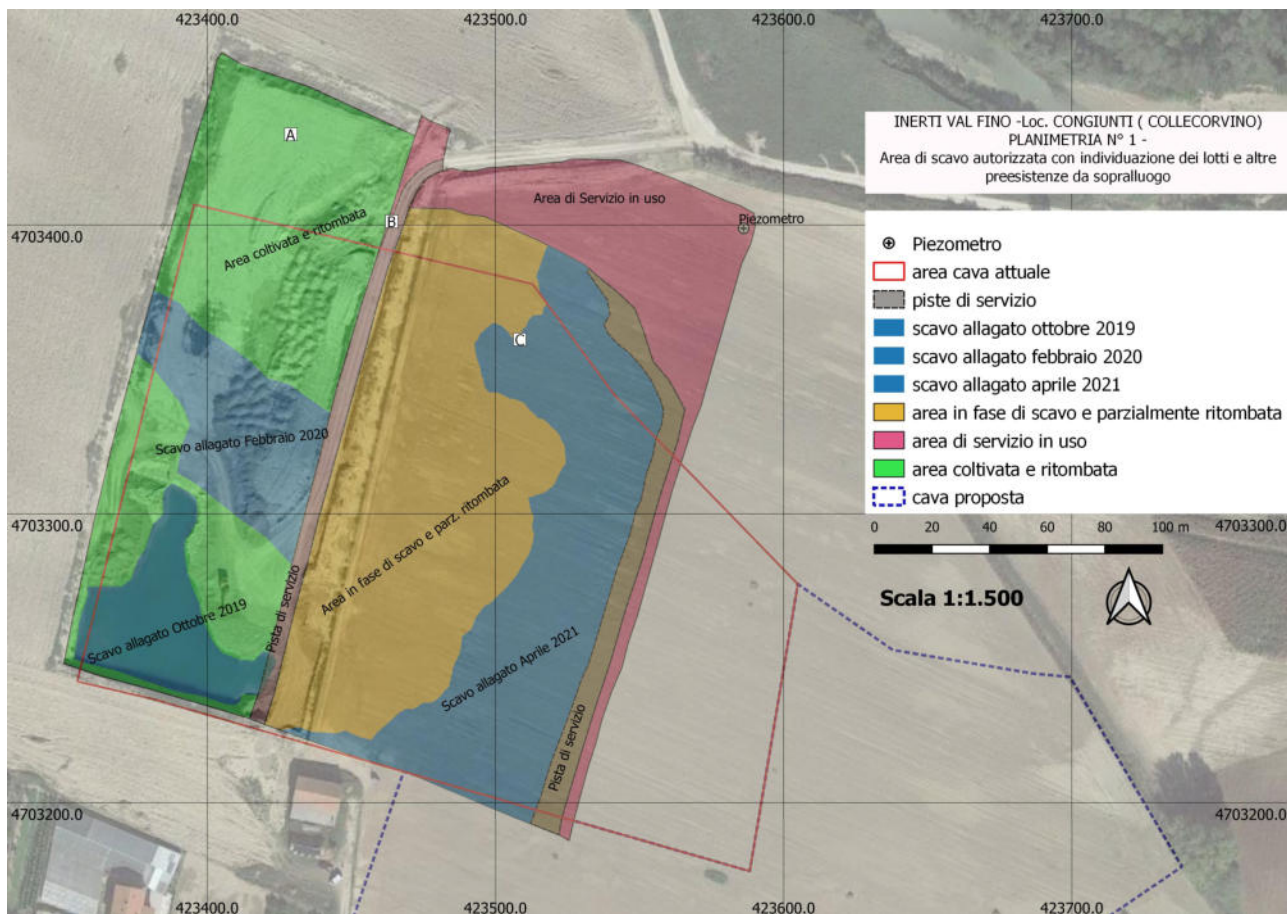 423400.0
423500.0
423600.0
423700.0
INERTI VAL FINO -Loc. CONGIUNTI ( COLLECORVINO)
PLANIMETRIA N° 1 -
Area di scavo autorizzata con individuazione dei lotti e altre
preesistenze da sopralluogo
A
Area di Servizio in uso
Piezometro
B
Area coltivata e ritombata
4703400.0
Piezometro
area cava attuale
piste di servizio
scavo allagato ottobre 2019
scavo allagato febbraio 2020
scavo allagato aprile 2021
area in fase di scavo e parzialmente ritombata
area di servizio in uso
area coltivata e ritombata
cava proposta
C
Scavo allagato Febbraio 2020
Area in fase di scavo e parz. ritombata
4703300.0
0 20 40 60 80 100 m
4703300.0
Scala 1:1.500
Pista di servizio
Scavo allagato Ottobre 2019
Scavo allagato Aprile 2021
Pista di servizio
4703200.0
4703200.0
423400.0
423500.0
423600.0
423700.0